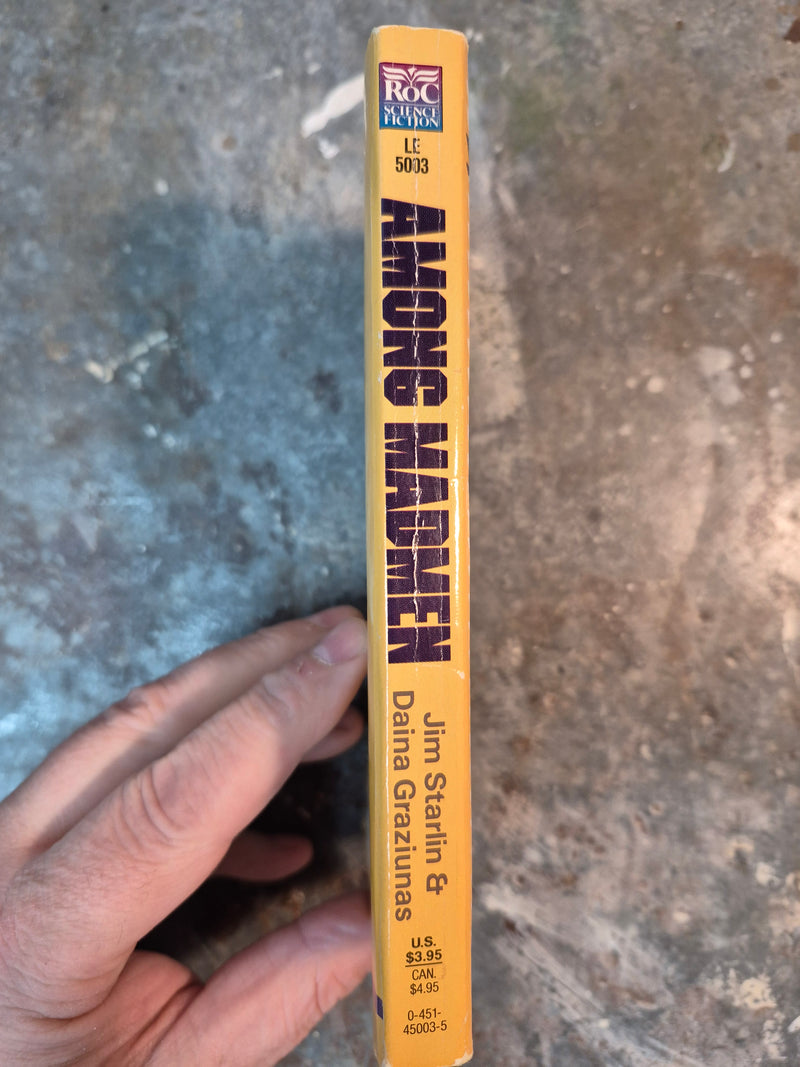 RoC
SCIENCE
FICTION
LE
5003
AMONG MADMEN
Jim Starlin &
Daina Graziunas
U.S.
$3.95
CAN.
$4.95
0-451-
45003-5